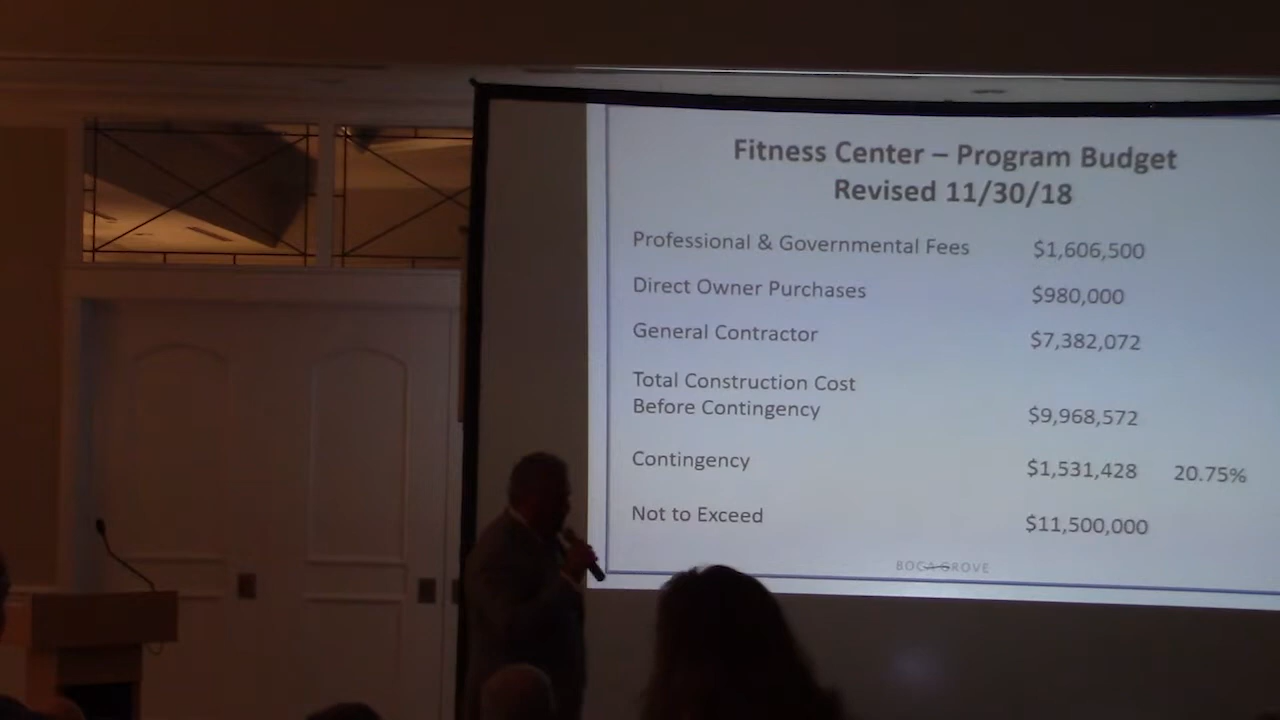 Fitness Center – Program Budget
Revised 11/30/18
Professional & Governmental Fees $1,606,500
Direct Owner Purchases $980,000
General Contractor $7,382,072
Total Construction Cost
Before Contingency $9,968,572
Contingency $1,531,428 20.75%
Not to Exceed $11,500,000
BOCA GROVE